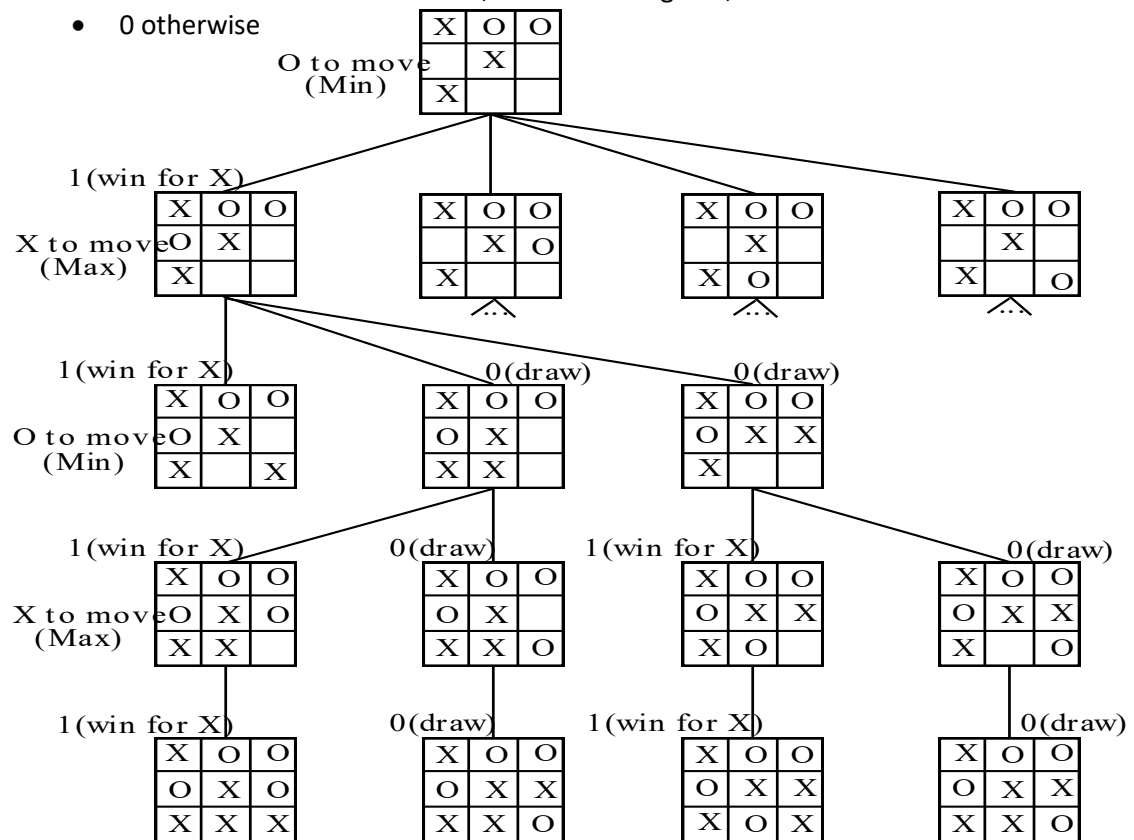 • 0 otherwise
X O O
O to move X
(Min) X
1(win for X)
X O O X O O X O O X O O
X to move O X X O X X
(Max) X X X O X O
... ... ...
1(win for X) 0(draw) 0(draw)
X O O X O O X O O
O to move O X O X O X X
(Min) X X X X X
1(win for X) 0(draw) 1(win for X) 0(draw)
X O O X O O X O O X O O
X to move O X O O X O X X O X X
(Max) X X X X O X O X O
1(win for X) 0(draw) 1(win for X) 0(draw)
X O O X O O X O O X O O
O X O O X X O X X O X X
X X X X X O X O X X X O